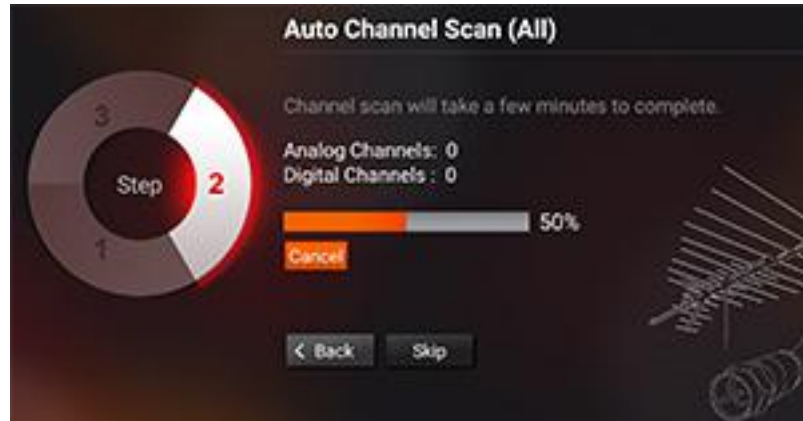 Auto Channel Scan (All)
Channel scan will take a few minutes to complete.
Analog Channels: 0
Digital Channels : 0
3
Step 2
1
50%
Cancel
< Back Skip